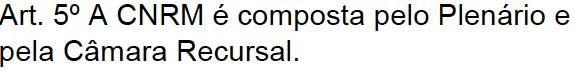 Art. 5º A CNRM é composta pelo Plenário e
pela Câmara Recursal.